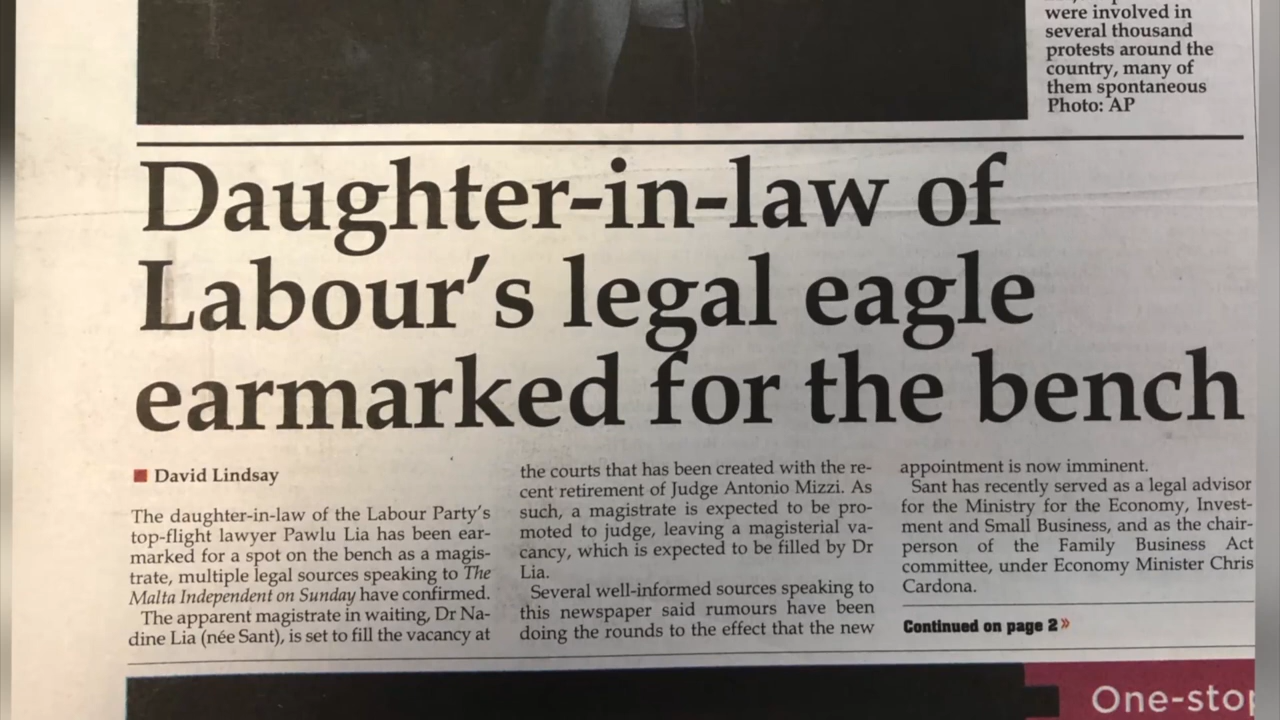 were involved in
several thousand
protests around the
country, many of
them spontaneous
Photo: AP
Daughter-in-law of
Labour's legal eagle
earmarked for the bench
David Lindsay
The daughter-in-law of the Labour Party's
top-flight lawyer Pawlu Lia has been ear-
marked for a spot on the bench as a magis-
trate, multiple legal sources speaking to The
Malta Independent on Sunday have confirmed.
The apparent magistrate in waiting, Dr Na-
dine Lia (née Sant), is set to fill the vacancy at
the courts that has been created with the re-
cent retirement of Judge Antonio Mizzi. As
such, a magistrate is expected to be pro-
moted to judge, leaving a magisterial va-
cancy, which is expected to be filled by Dr
Lia.
Several well-informed sources speaking to
this newspaper said rumours have been
doing the rounds to the effect that the new
appointment is now imminent.
Sant has recently served as a legal advisor
for the Ministry for the Economy, Invest-
ment and Small Business, and as the chair-
person of the Family Business Act
committee, under Economy Minister Chris
Cardona.
Continued on page 2»